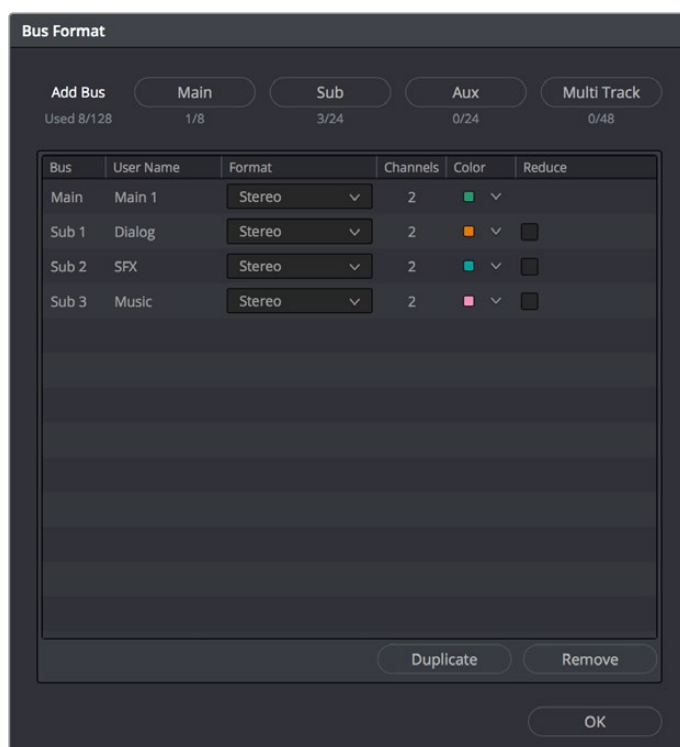 Bus Format
Add Bus Main Sub Aux Multi Track
Used 8/128 1/8 3/24 0/24 0/48
Bus User Name Format Channels Color Reduce
Main Main 1 Stereo 2
Sub 1 Dialog Stereo 2
Sub 2 SFX Stereo 2
Sub 3 Music Stereo 2
Duplicate Remove
OK